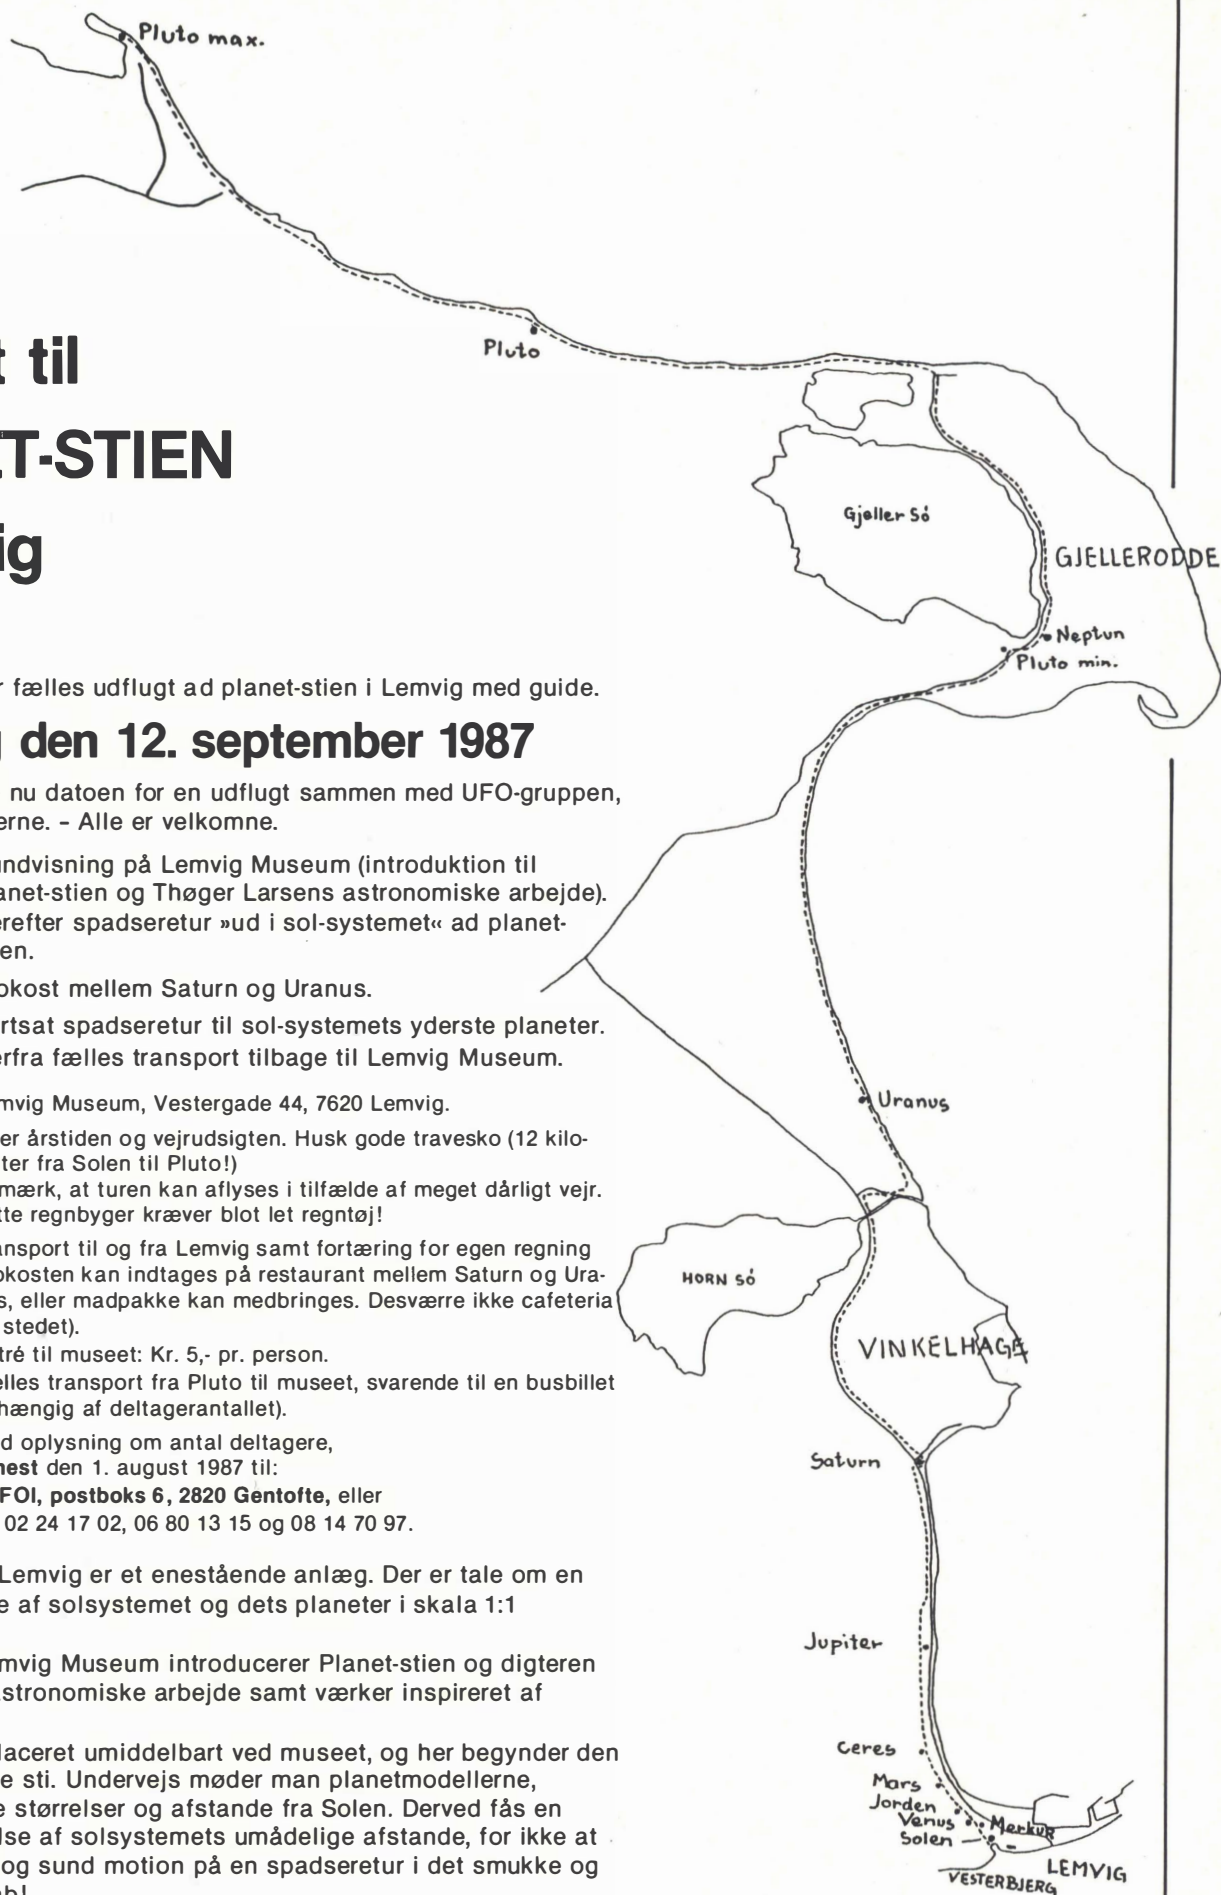 t til
T-STIEN
ig
r fælles udflugt ad planet-stien i Lemvig med guide.
den 12. september 1987
nu datoen for en udflugt sammen med UFO-gruppen,
erne. – Alle er velkomne.
undvisning på Lemvig Museum (introduktion til
anet-stien og Thøger Larsens astronomiske arbejde).
erefter spadseretur »ud i sol-systemet« ad planet-
en.
okost mellem Saturn og Uranus.
rtsat spadseretur til sol-systemets yderste planeter.
erfra fælles transport tilbage til Lemvig Museum.
mvig Museum, Vestergade 44, 7620 Lemvig.
er årstiden og vejrudsigten. Husk gode travesko (12 kilo-
ter fra Solen til Pluto!)
mærk, at turen kan aflyses i tilfælde af meget dårligt vejr.
tte regnbyger kræver blot let regntøj!
ansport til og fra Lemvig samt fortæring for egen regning
okosten kan indtages på restaurant mellem Saturn og Ura-
s, eller madpakke kan medbringes. Desværre ikke cafeteria
stedet).
tré til museet: Kr. 5,- pr. person.
elles transport fra Pluto til museet, svarende til en busbillet
hængig af deltagerantallet).
d oplysning om antal deltagere,
nest den 1. august 1987 til:
FOI, postboks 6, 2820 Gentofte, eller
02 24 17 02, 06 80 13 15 og 08 14 70 97.
Lemvig er et enestående anlæg. Der er tale om en
e af solsystemet og dets planeter i skala 1:1
mvig Museum introducerer Planet-stien og digteren
astronomiske arbejde samt værker inspireret af
laceret umiddelbart ved museet, og her begynder den
e sti. Undervejs møder man planetmodellerne,
e størrelser og afstande fra Solen. Derved fås en
lse af solsystemets umådelige afstande, for ikke at
og sund motion på en spadseretur i det smukke og
Pluto max.
Pluto
Gjeller Sö
GJELLERODDE
Neptun
Pluto min.
Uranus
HORN SÖ
VINKELHAGE
Saturn
Jupiter
Ceres
Mars
Jorden
Venus
Merkur
Solen
LEMVIG
VESTERBJERG